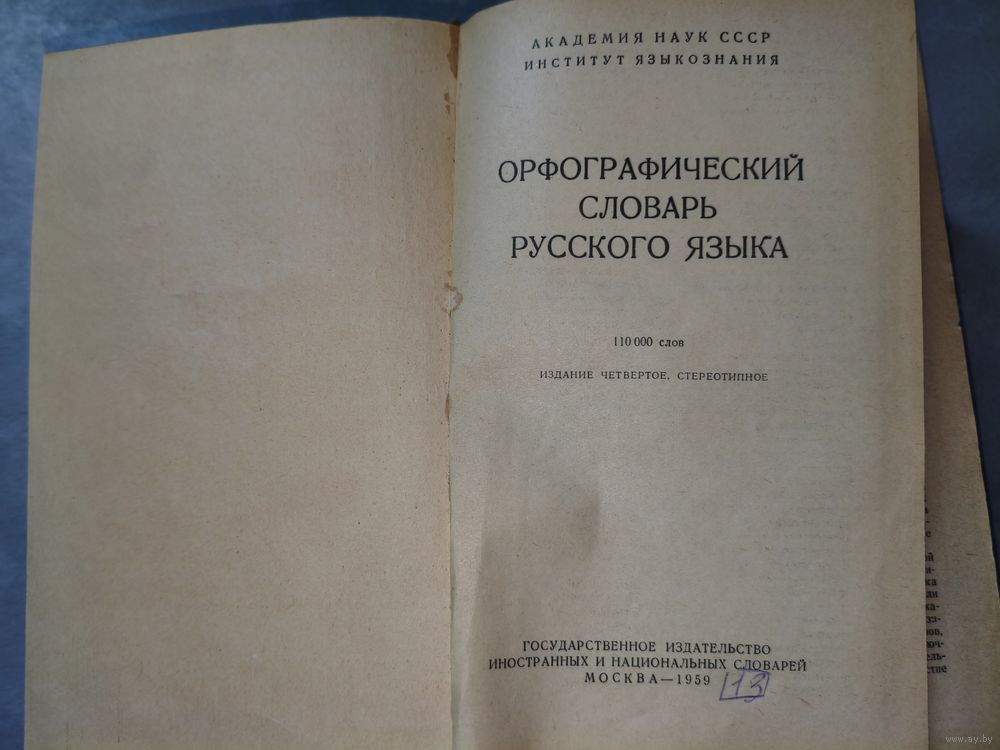 АКАДЕМИЯ НАУК СССР
ИНСТИТУТ ЯЗЫКОЗНАНИЯ
ОРФОГРАФИЧЕСКИЙ
СЛОВАРЬ
РУССКОГО ЯЗЫКА
110 000 слов
ИЗДАНИЕ ЧЕТВЕРТОЕ, СТЕРЕОТИПНОЕ
ГОСУДАРСТВЕННОЕ ИЗДАТЕЛЬСТВО
ИНОСТРАННЫХ И НАЦИОНАЛЬНЫХ СЛОВАРЕЙ
МОСКВА—1959
13
www.ay.by